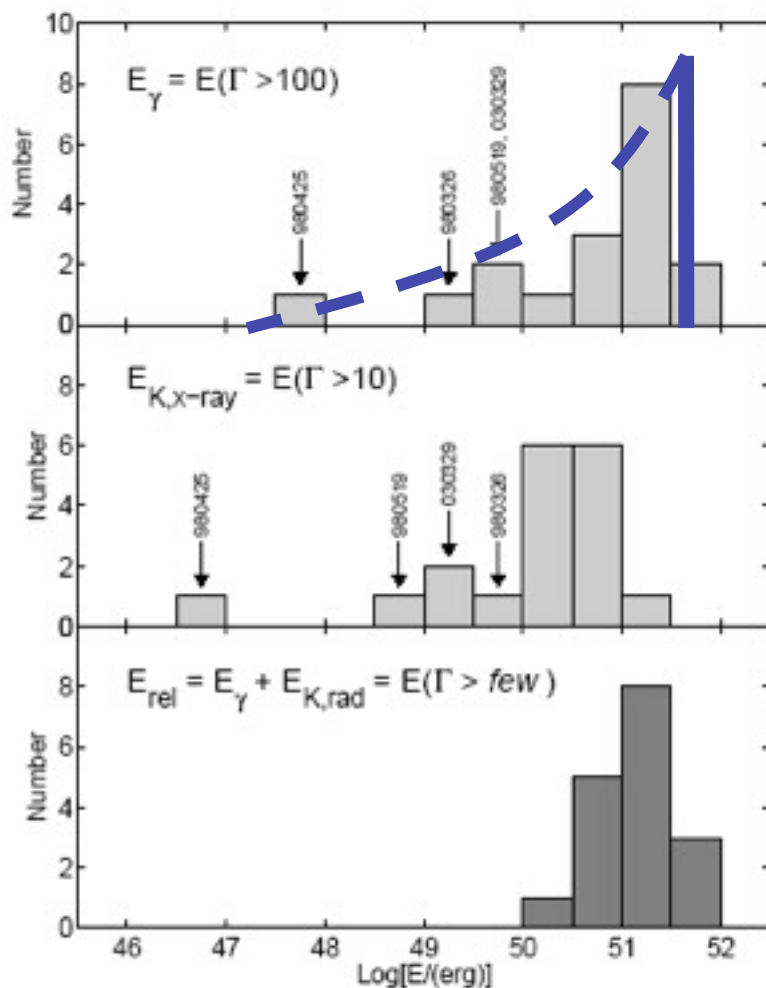 10
8
6
4
2
0
Number
E_γ = E(Γ >100)
980425
980326
980519, 030329
8
6
4
2
0
Number
E_K,x−ray = E(Γ >10)
980425
980519
030329
980326
8
6
4
2
0
Number
E_rel = E_γ + E_K,rad = E(Γ > few )
46 47 48 49 50 51 52
Log[E/(erg)]